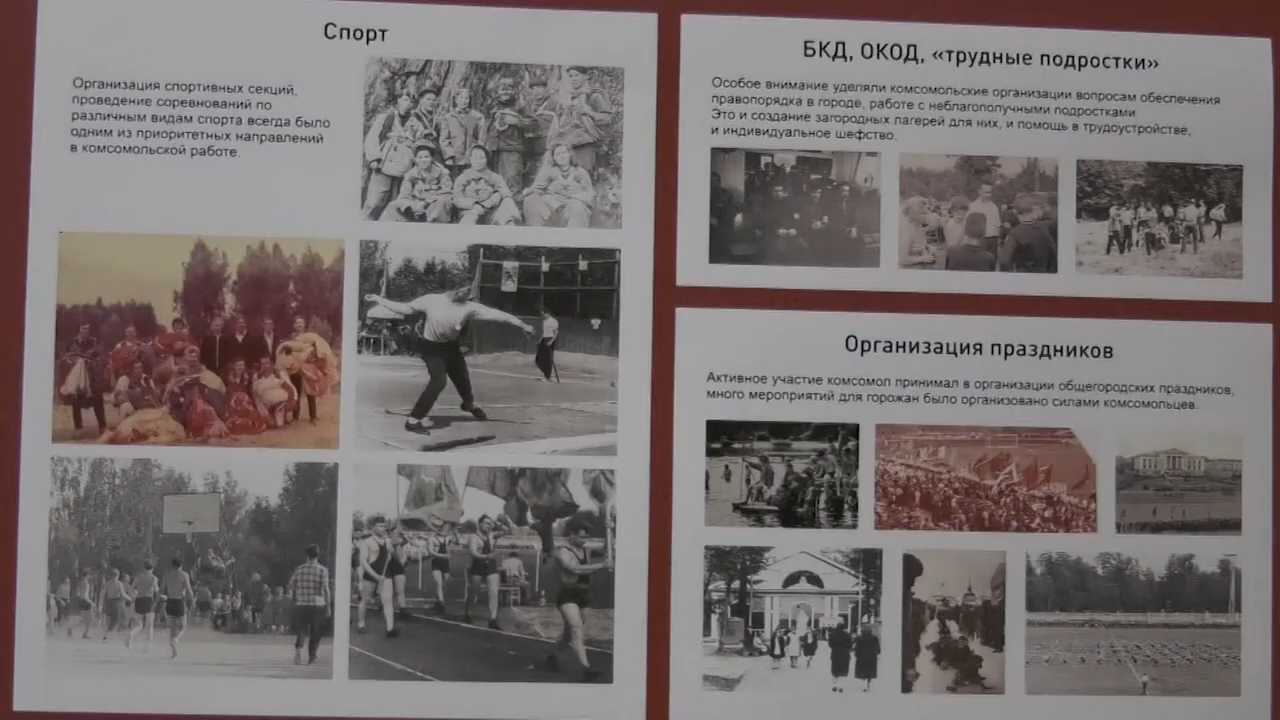 Спорт
Организация спортивных секций,
проведение соревнований по
различным видам спорта всегда было
одним из приоритетных направлений
в комсомольской работе.
БКД, ОКОД, «трудные подростки»
Особое внимание уделяли комсомольские организации вопросам обеспечения
правопорядка в городе, работе с неблагополучными подростками.
Это и создание загородных лагерей для них, и помощь в трудоустройстве,
и индивидуальное шефство.
Организация праздников
Активное участие комсомол принимал в организации общегородских праздников,
много мероприятий для горожан было организовано силами комсомольцев.